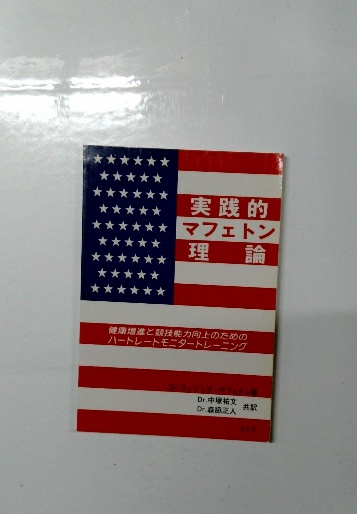 実践的
マフェトン
理論
健康増進と競技能力向上のための
ハートレートモニタートレーニング
Dr.中塚祐文
Dr.森脇正人
共訳